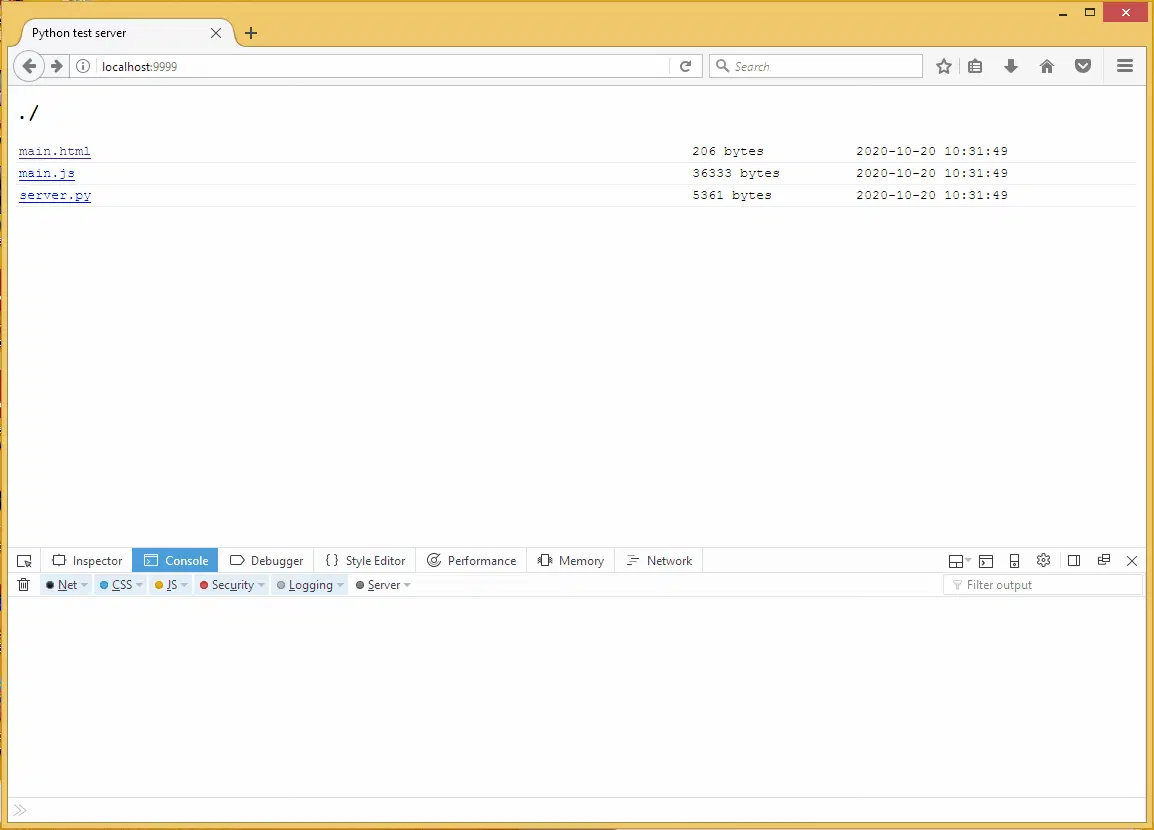 Python test server
localhost:9999
Search
./
main.html 206 bytes 2020-10-20 10:31:49
main.js 36333 bytes 2020-10-20 10:31:49
server.py 5361 bytes 2020-10-20 10:31:49
Inspector Console Debugger Style Editor Performance Memory Network
Net CSS JS Security Logging Server Filter output